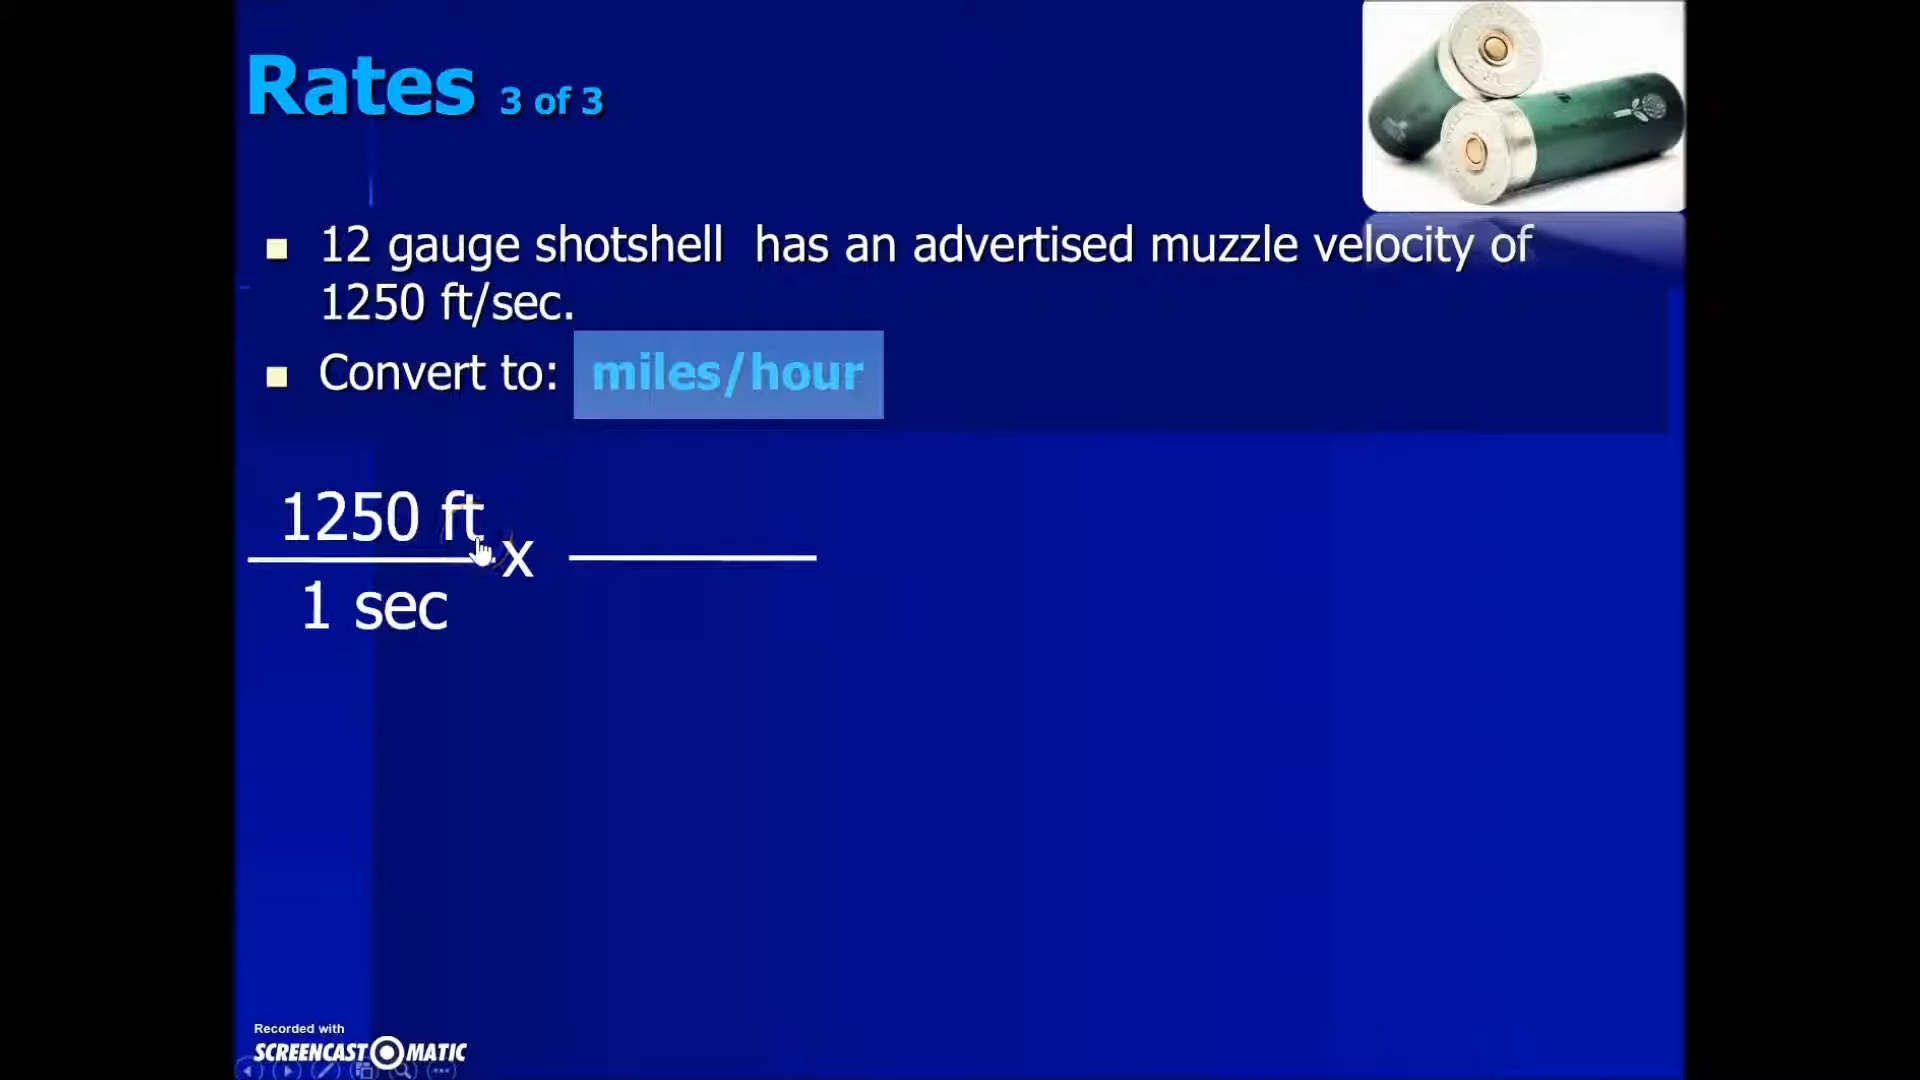 Rates 3 of 3
12 gauge shotshell has an advertised muzzle velocity of
1250 ft/sec.
Convert to: miles/hour
1250 ft
x
1 sec
Recorded with
SCREENCAST O MATIC